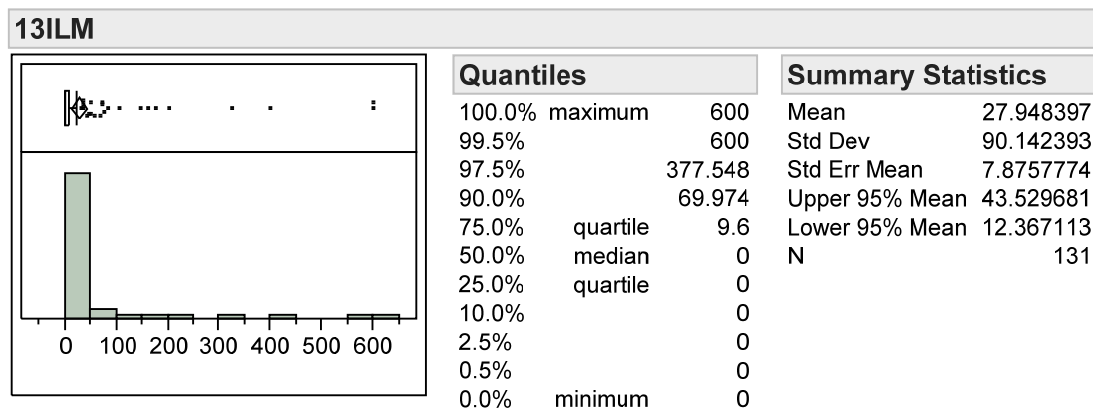 13ILM
0 100 200 300 400 500 600
Quantiles
100.0% maximum 600
99.5% 600
97.5% 377.548
90.0% 69.974
75.0% quartile 9.6
50.0% median 0
25.0% quartile 0
10.0% 0
2.5% 0
0.5% 0
0.0% minimum 0
Summary Statistics
Mean 27.948397
Std Dev 90.142393
Std Err Mean 7.8757774
Upper 95% Mean 43.529681
Lower 95% Mean 12.367113
N 131